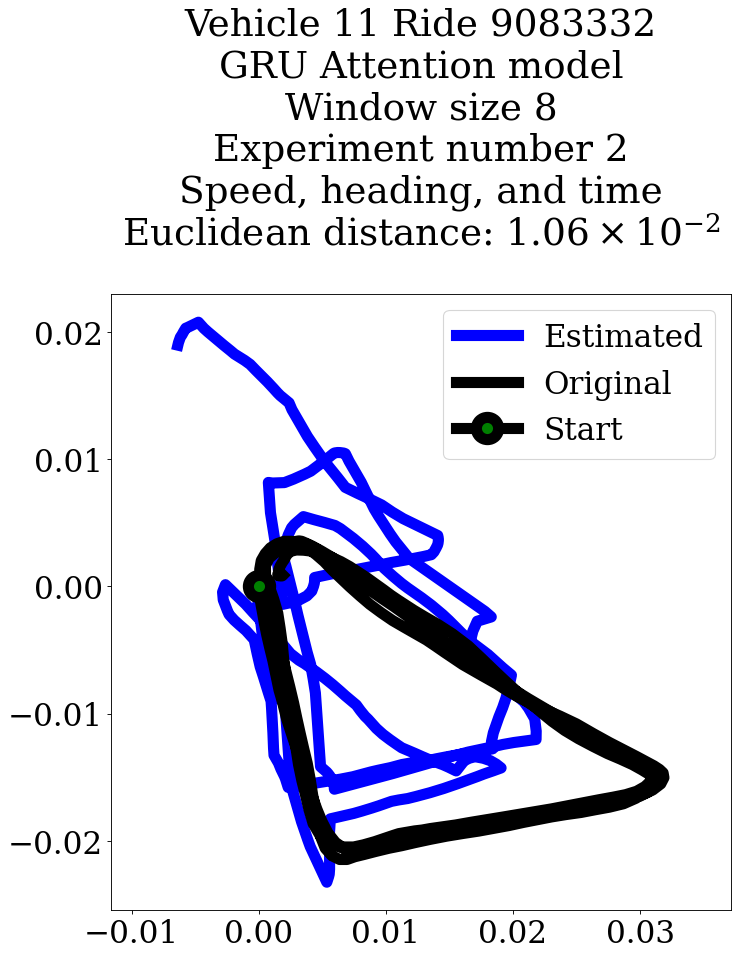 Vehicle 11 Ride 9083332
GRU Attention model
Window size 8
Experiment number 2
Speed, heading, and time
Euclidean distance: 1.06 × 10⁻²
Estimated
Original
Start
0.02
0.01
0.00
−0.01
−0.02
−0.01 0.00 0.01 0.02 0.03